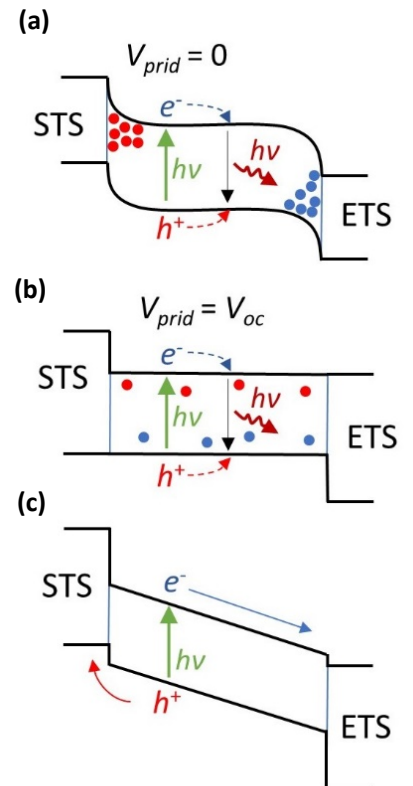 (a)
V_prid = 0
e⁻
STS
hν
hν
h⁺
ETS
(b)
V_prid = V_oc
e⁻
STS
hν
hν
h⁺
ETS
(c)
STS
e⁻
hν
h⁺
ETS